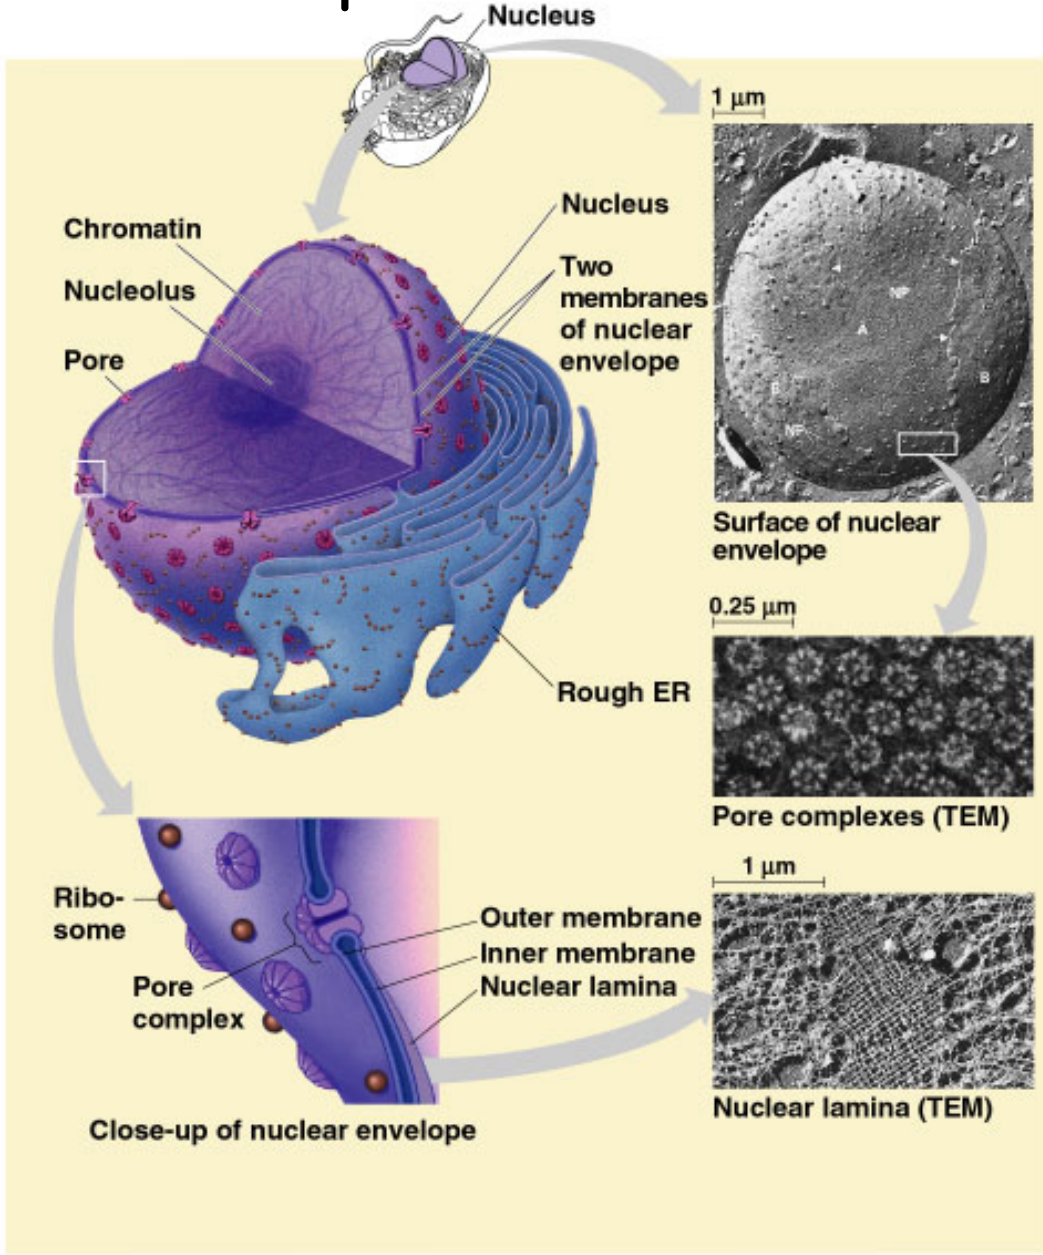 Nucleus
1 µm
Chromatin
Nucleolus
Pore
Nucleus
Two
membranes
of nuclear
envelope
NP
A
B
B
NP
Surface of nuclear
envelope
Rough ER
0.25 µm
Pore complexes (TEM)
1 µm
Ribo-
some
Pore
complex
Outer membrane
Inner membrane
Nuclear lamina
Close-up of nuclear envelope
Nuclear lamina (TEM)